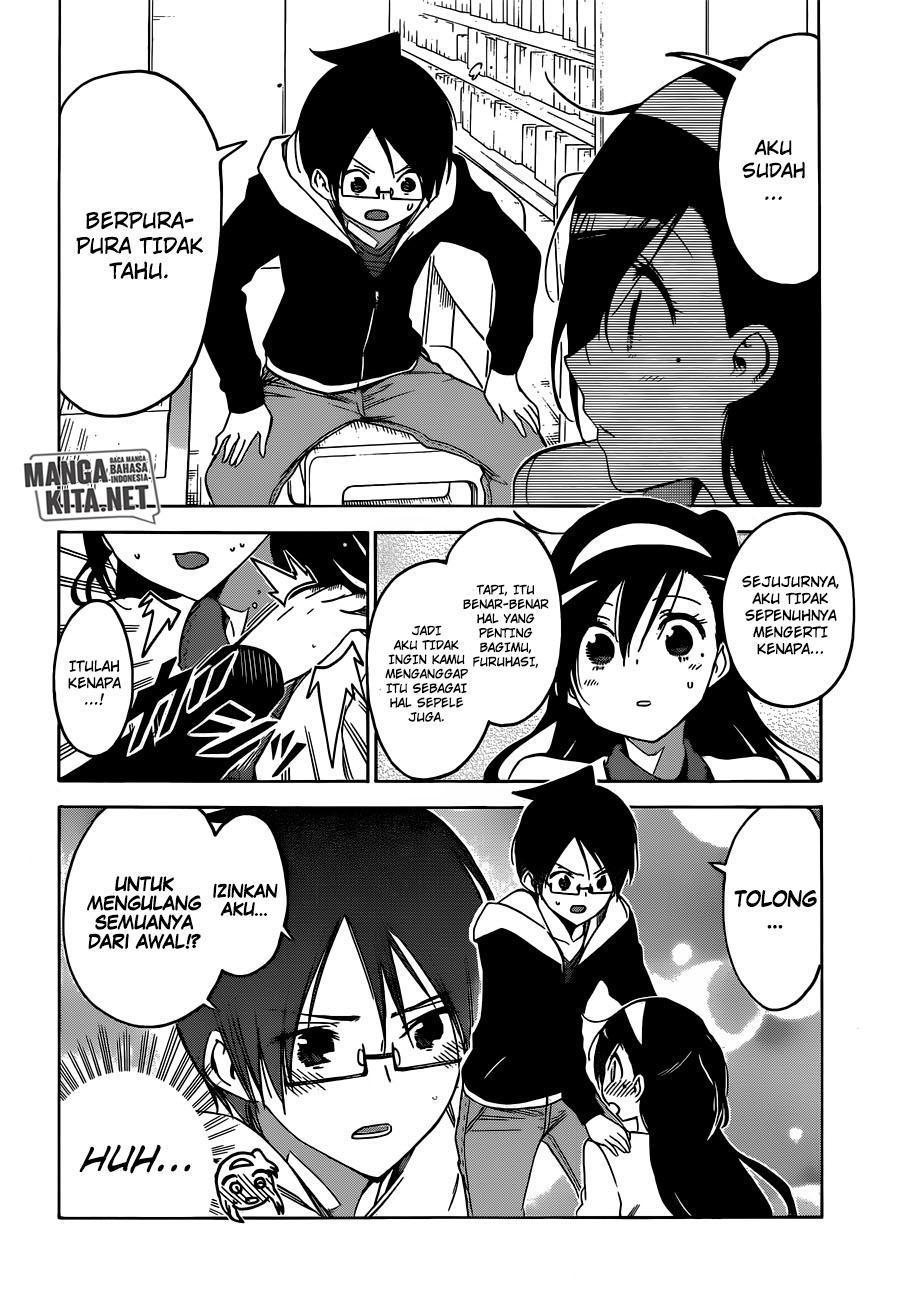 AKU
SUDAH
...
BERPURA-
PURA TIDAK
TAHU.
MANGA
KITA.NET
BACA MANGA
BAHASA
-INDONESIA-
SEJUJURNYA,
AKU TIDAK
SEPENUHNYA
MENGERTI
KENAPA...
TAPI, ITU
BENAR-BENAR
HAL YANG
PENTING
BAGIMU,
FURUHASI,
JADI
AKU TIDAK
INGIN KAMU
MENGANGGAP
ITU SEBAGAI
HAL SEPELE
JUGA.
ITULAH
KENAPA
...!
TOLONG
...
IZINKAN
AKU...
UNTUK
MENGULANG
SEMUANYA
DARI AWAL!?
HUH...